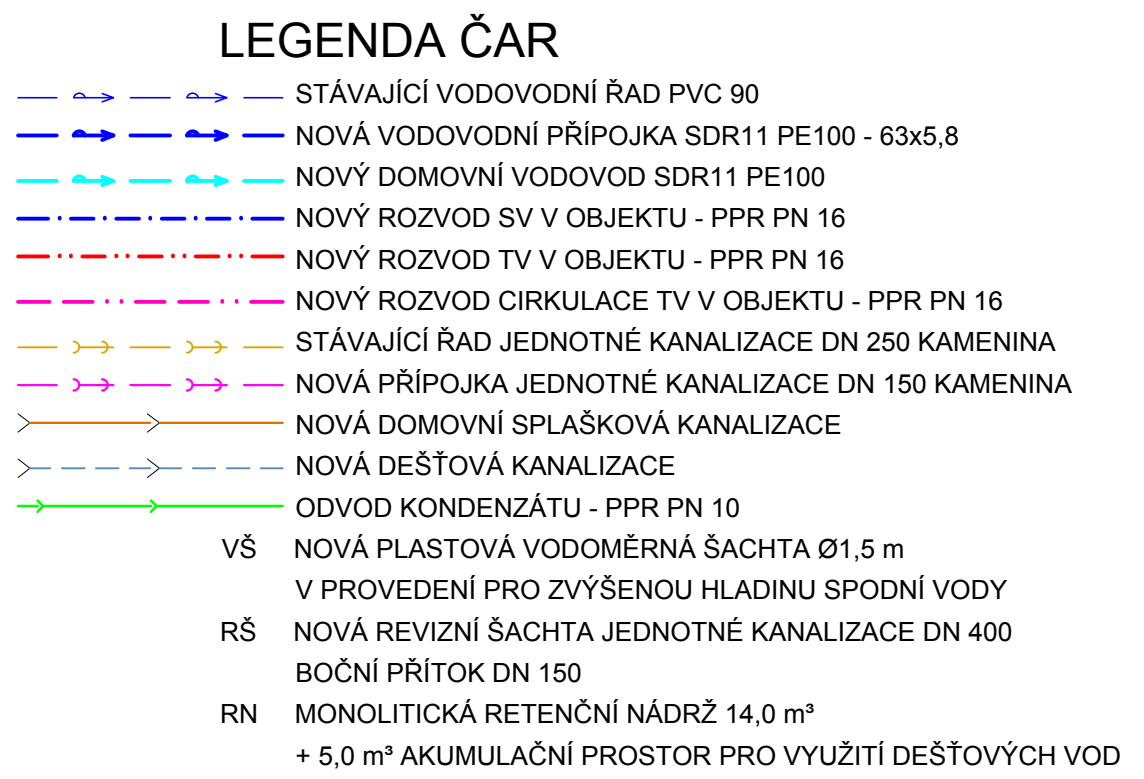 LEGENDA ČAR
STÁVAJÍCÍ VODOVODNÍ ŘAD PVC 90
NOVÁ VODOVODNÍ PŘÍPOJKA SDR11 PE100 - 63x5,8
NOVÝ DOMOVNÍ VODOVOD SDR11 PE100
NOVÝ ROZVOD SV V OBJEKTU - PPR PN 16
NOVÝ ROZVOD TV V OBJEKTU - PPR PN 16
NOVÝ ROZVOD CIRKULACE TV V OBJEKTU - PPR PN 16
STÁVAJÍCÍ ŘAD JEDNOTNÉ KANALIZACE DN 250 KAMENINA
NOVÁ PŘÍPOJKA JEDNOTNÉ KANALIZACE DN 150 KAMENINA
NOVÁ DOMOVNÍ SPLAŠKOVÁ KANALIZACE
NOVÁ DEŠŤOVÁ KANALIZACE
ODVOD KONDENZÁTU - PPR PN 10
VŠ NOVÁ PLASTOVÁ VODOMĚRNÁ ŠACHTA Ø1,5 m
V PROVEDENÍ PRO ZVÝŠENOU HLADINU SPODNÍ VODY
RŠ NOVÁ REVIZNÍ ŠACHTA JEDNOTNÉ KANALIZACE DN 400
BOČNÍ PŘÍTOK DN 150
RN MONOLITICKÁ RETENČNÍ NÁDRŽ 14,0 m³
+ 5,0 m³ AKUMULAČNÍ PROSTOR PRO VYUŽITÍ DEŠŤOVÝCH VOD